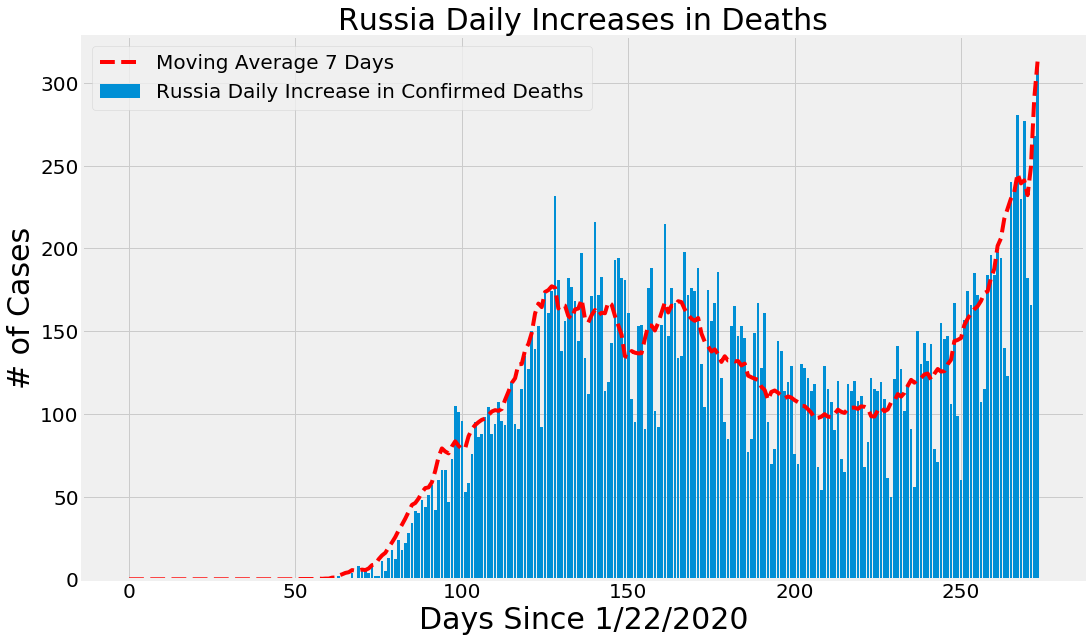 Russia Daily Increases in Deaths
Moving Average 7 Days
Russia Daily Increase in Confirmed Deaths
# of Cases
300
250
200
150
100
50
0
0 50 100 150 200 250
Days Since 1/22/2020